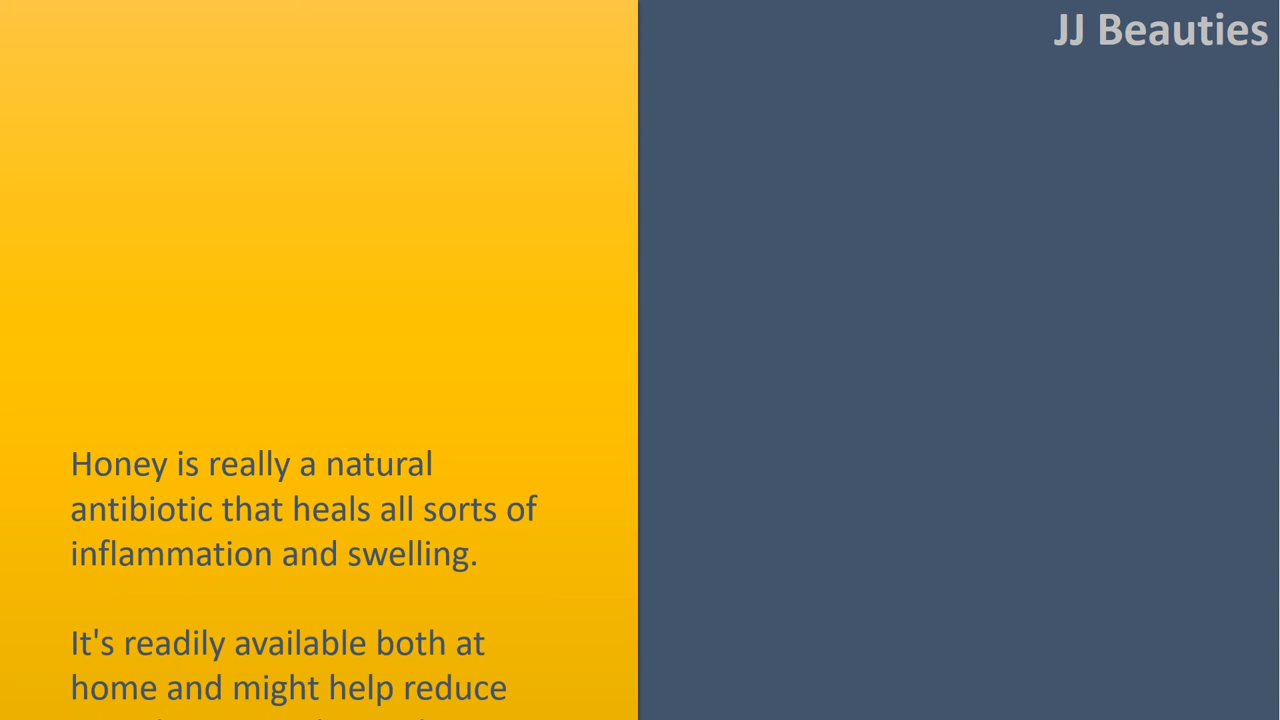 JJ Beauties
Honey is really a natural
antibiotic that heals all sorts of
inflammation and swelling.
It's readily available both at
home and might help reduce